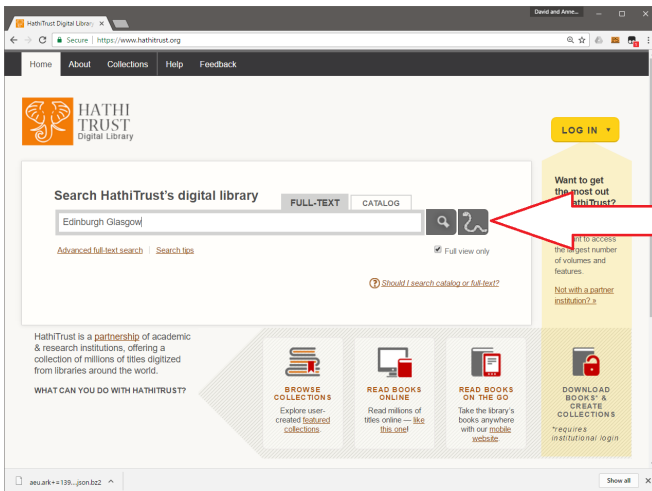 David and Anne...
HathiTrust Digital Library
Secure | https://www.hathitrust.org
Home About Collections Help Feedback
HATHI
TRUST
Digital Library
LOG IN
Search HathiTrust's digital library
FULL-TEXT CATALOG
Edinburgh Glasgow
Advanced full-text search Search tips
Full view only
Should I search catalog or full-text?
Want to get
the most out
HathiTrust?
to access
the largest number
of volumes and
features.
Not with a partner
institution? »
HathiTrust is a partnership of academic
& research institutions, offering a
collection of millions of titles digitized
from libraries around the world.
WHAT CAN YOU DO WITH HATHITRUST?
BROWSE
COLLECTIONS
Explore user-
created featured
collections.
READ BOOKS
ONLINE
Read millions of
titles online — like
this one!
READ BOOKS
ON THE GO
Take the library's
books anywhere
with our mobile
website.
DOWNLOAD
BOOKS* &
CREATE
COLLECTIONS
*requires
institutional login
aeu.ark+=139...json.bz2
Show all